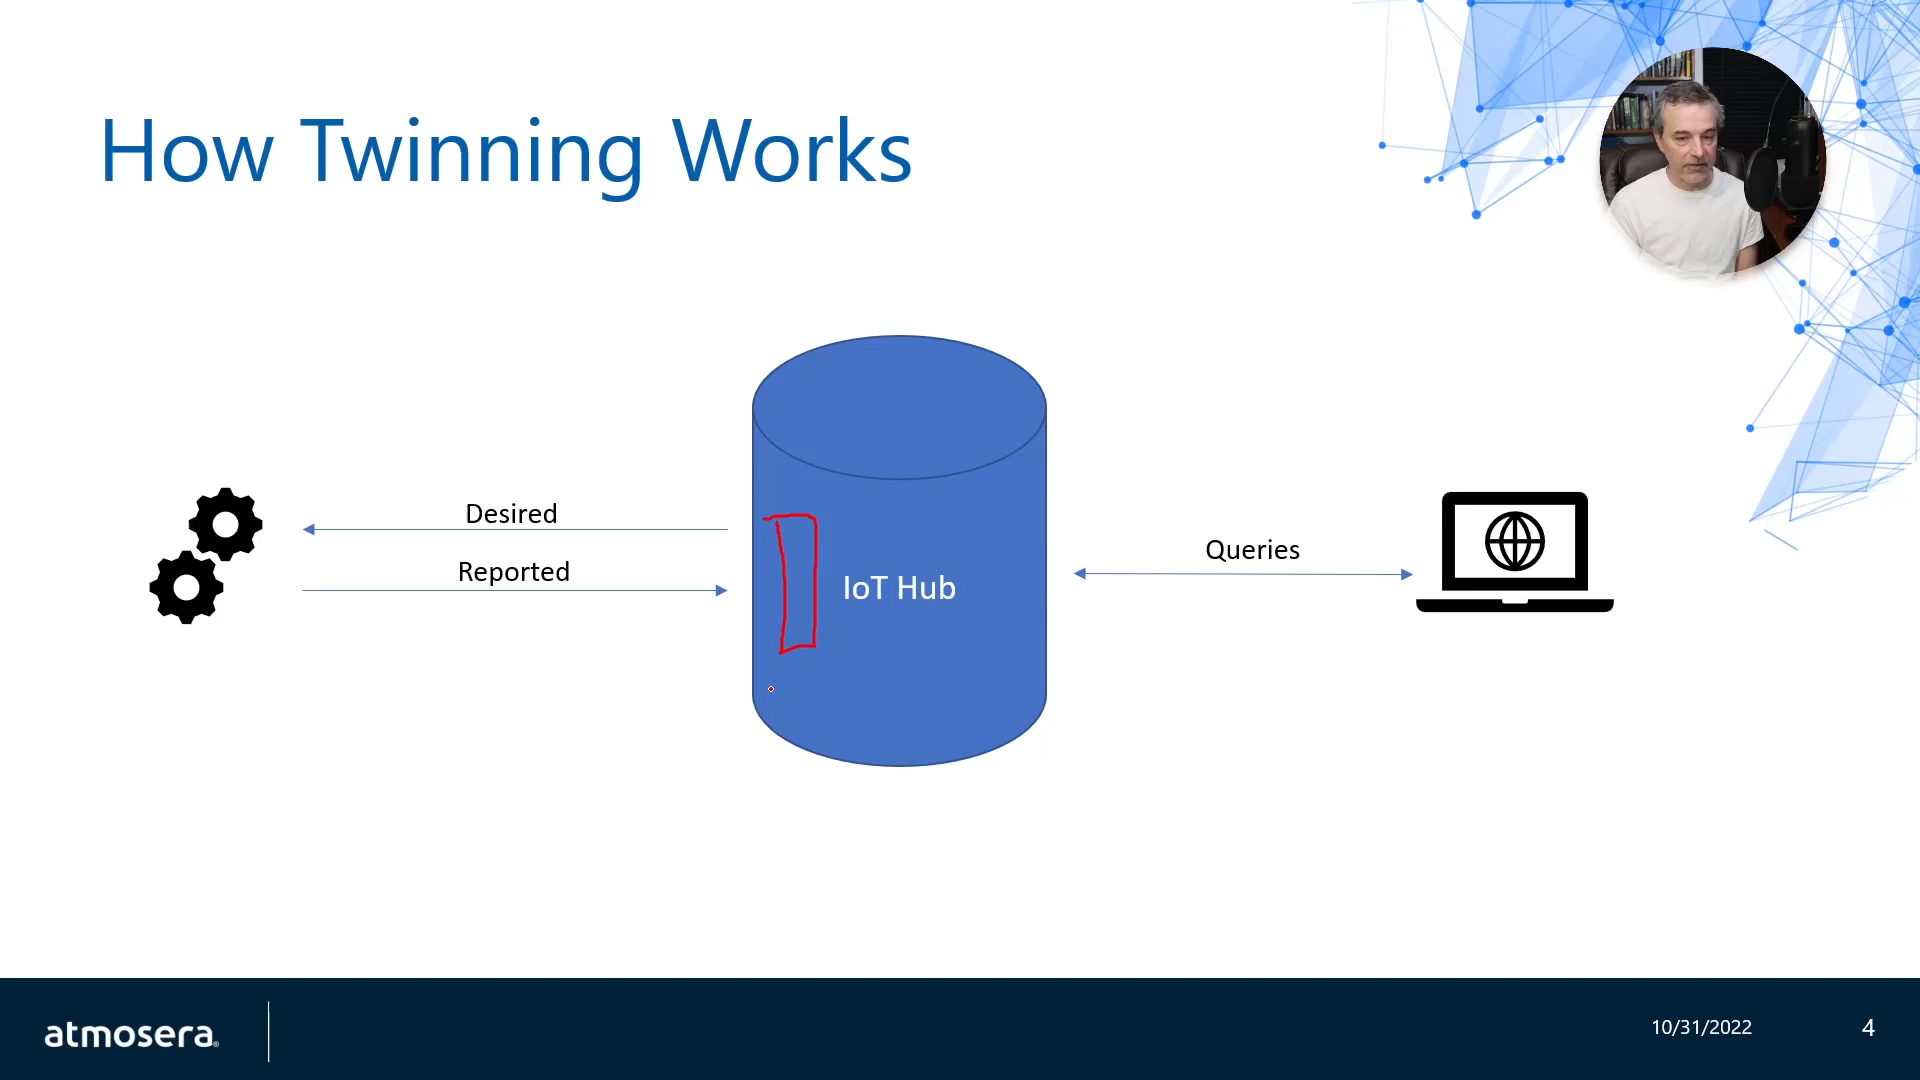 How Twinning Works
Desired
Reported
IoT Hub
Queries
atmosera®
10/31/2022
4